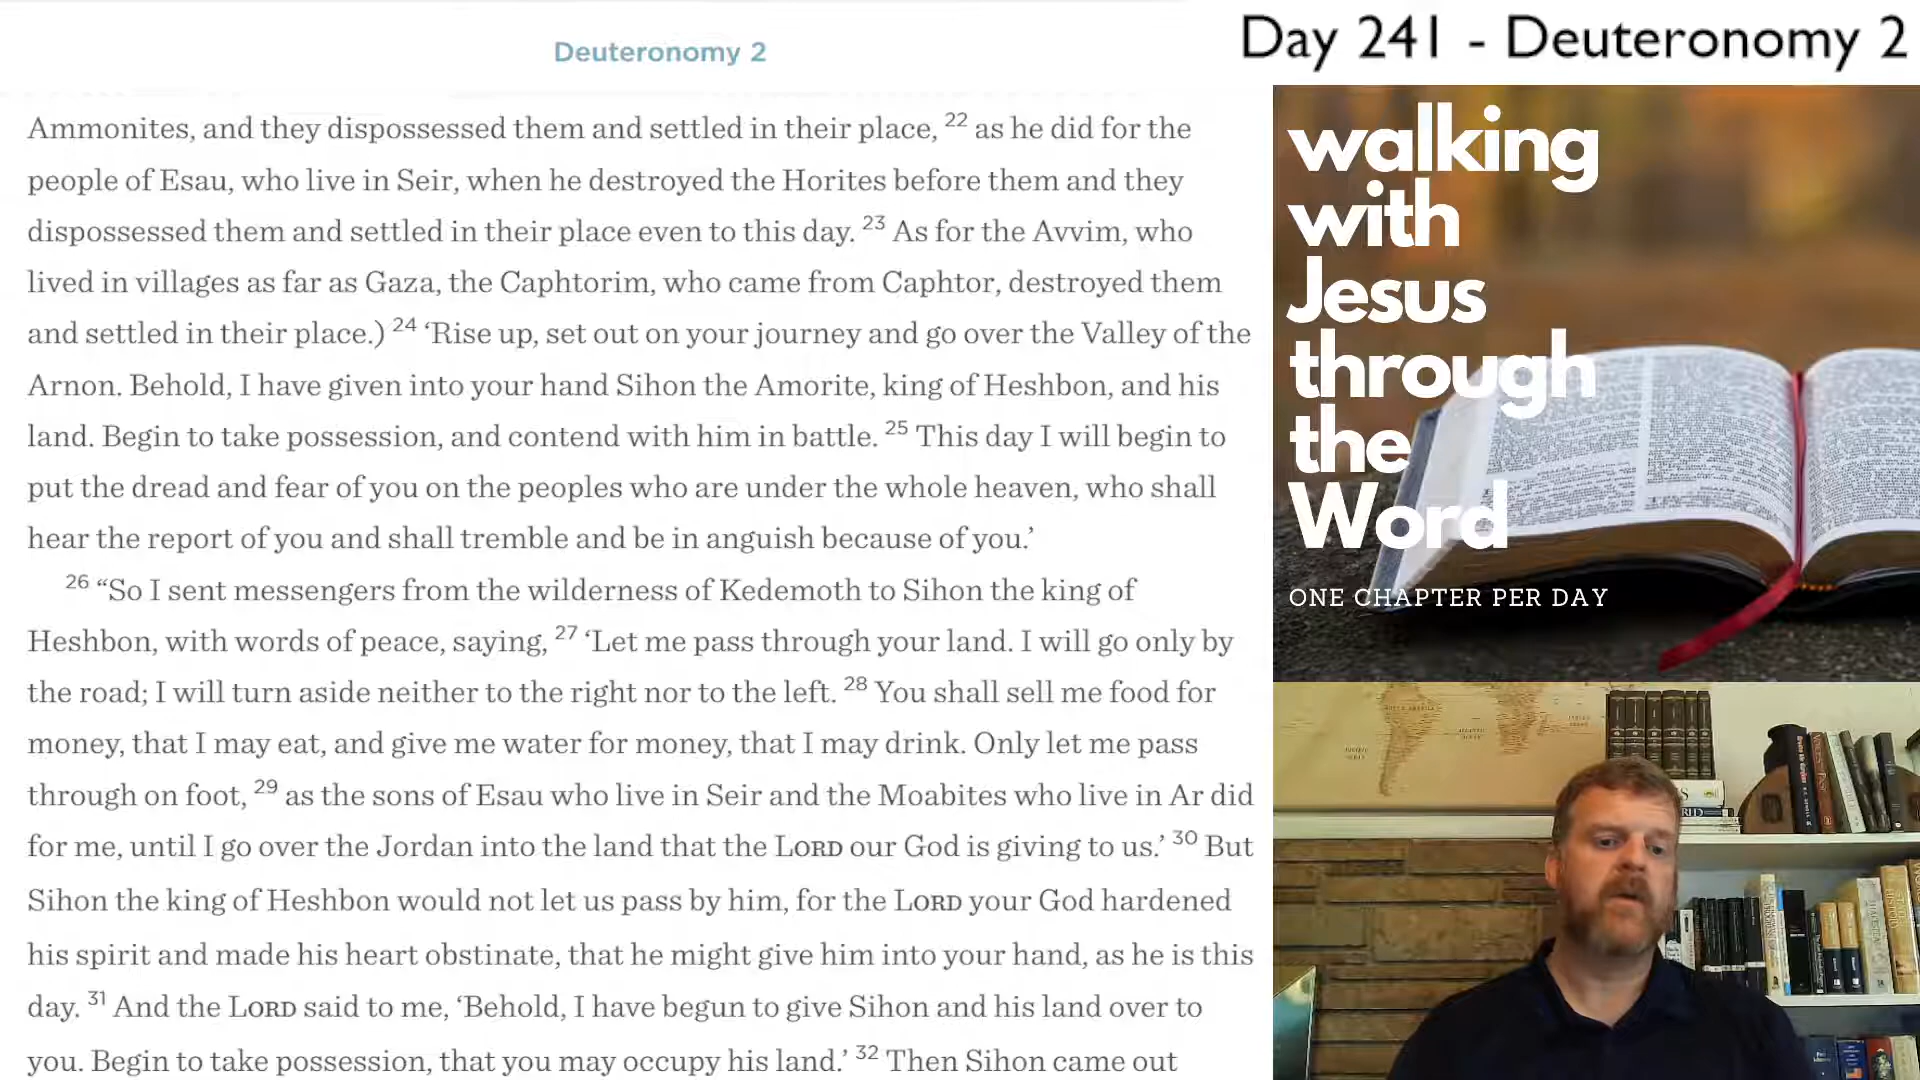 Deuteronomy 2
Day 241 - Deuteronomy 2
Ammonites, and they dispossessed them and settled in their place, 22 as he did for the
people of Esau, who live in Seir, when he destroyed the Horites before them and they
dispossessed them and settled in their place even to this day. 23 As for the Avvim, who
lived in villages as far as Gaza, the Caphtorim, who came from Caphtor, destroyed them
and settled in their place.) 24 ‘Rise up, set out on your journey and go over the Valley of the
Arnon. Behold, I have given into your hand Sihon the Amorite, king of Heshbon, and his
land. Begin to take possession, and contend with him in battle. 25 This day I will begin to
put the dread and fear of you on the peoples who are under the whole heaven, who shall
hear the report of you and shall tremble and be in anguish because of you.’
26 “So I sent messengers from the wilderness of Kedemoth to Sihon the king of
Heshbon, with words of peace, saying, 27 ‘Let me pass through your land. I will go only by
the road; I will turn aside neither to the right nor to the left. 28 You shall sell me food for
money, that I may eat, and give me water for money, that I may drink. Only let me pass
through on foot, 29 as the sons of Esau who live in Seir and the Moabites who live in Ar did
for me, until I go over the Jordan into the land that the LORD our God is giving to us.’ 30 But
Sihon the king of Heshbon would not let us pass by him, for the LORD your God hardened
his spirit and made his heart obstinate, that he might give him into your hand, as he is this
day. 31 And the LORD said to me, ‘Behold, I have begun to give Sihon and his land over to
you. Begin to take possession, that you may occupy his land.’ 32 Then Sihon came out
walking
with
Jesus
through
the
Word
ONE CHAPTER PER DAY